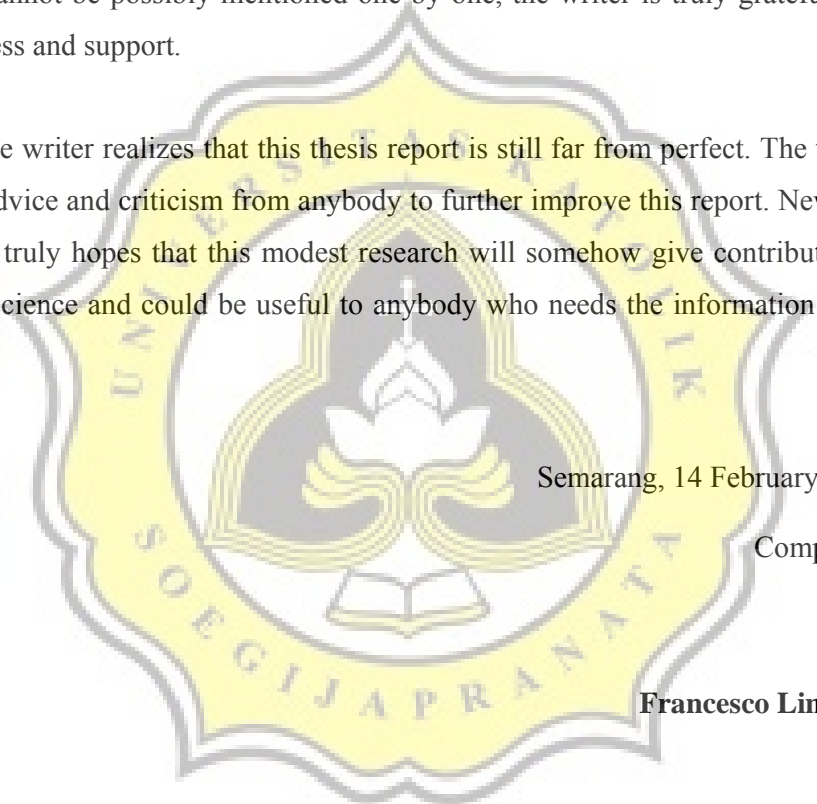 cannot be possibly mentioned one by one, the writer is truly grateful
ess and support.
e writer realizes that this thesis report is still far from perfect. The
dvice and criticism from anybody to further improve this report. Nev
truly hopes that this modest research will somehow give contribut
cience and could be useful to anybody who needs the information
Semarang, 14 February
Comp
Francesco Lin
UNIVERSITAS KATOLIK
SOEGIJAPRANATA